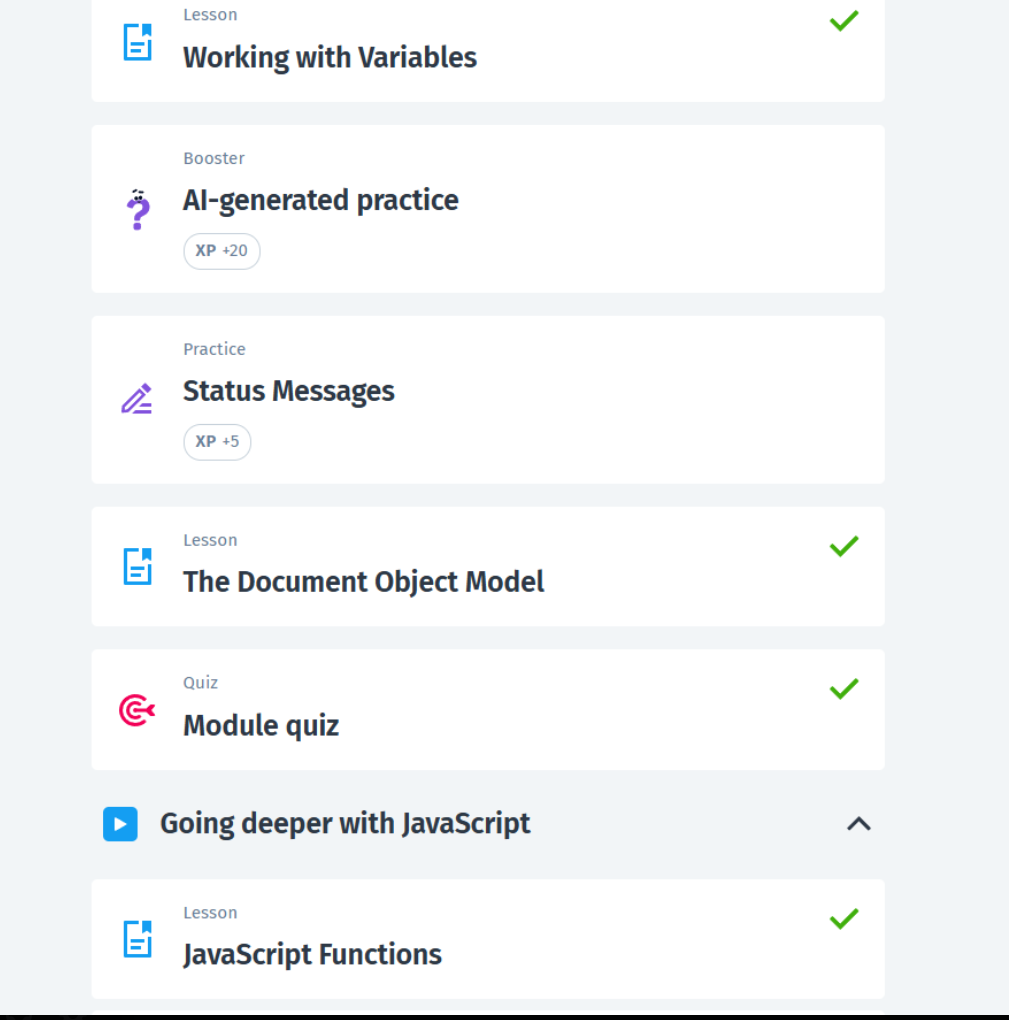 Lesson
Working with Variables
Booster
AI-generated practice
XP +20
Practice
Status Messages
XP +5
Lesson
The Document Object Model
Quiz
Module quiz
Going deeper with JavaScript
Lesson
JavaScript Functions